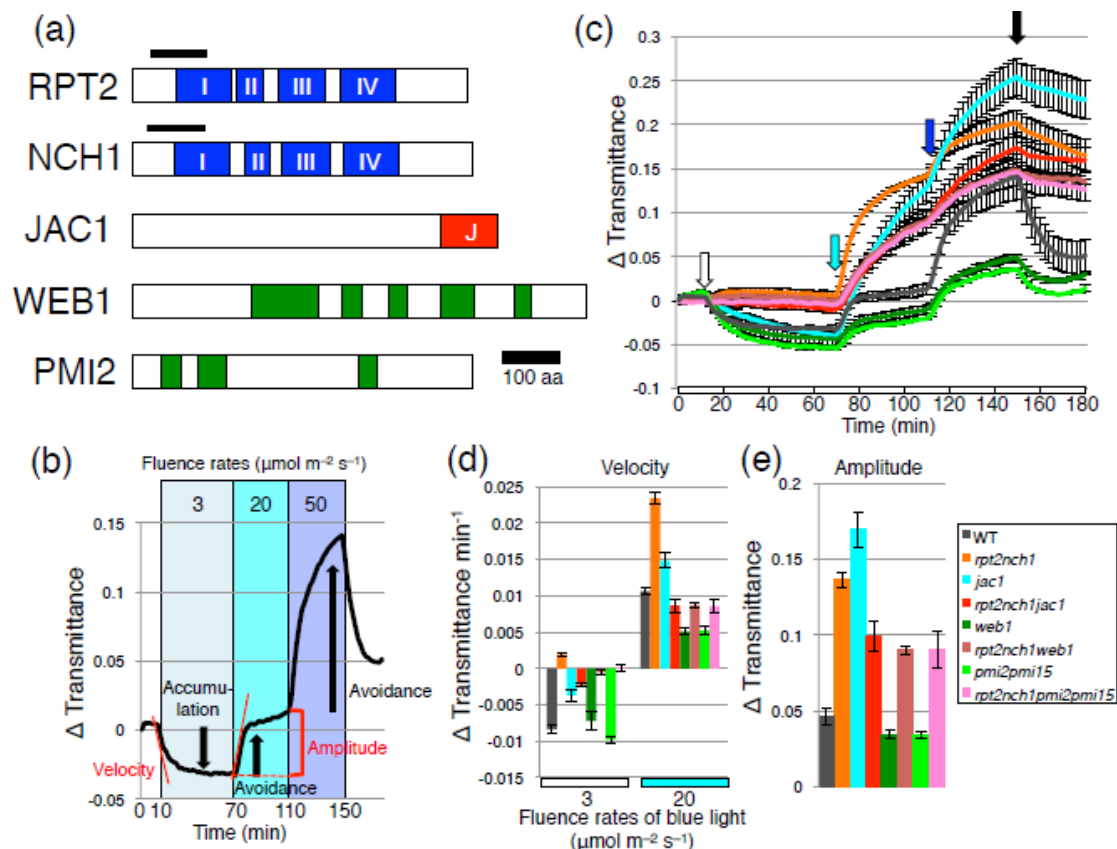 (a)
RPT2
I II III IV
NCH1
I II III IV
JAC1
J
WEB1
PMI2
100 aa
(b)
Fluence rates (μmol m⁻² s⁻¹)
3 20 50
Δ Transmittance
0.15
0.1
0.05
0
-0.05
Accumu-
lation
Avoidance
Amplitude
Velocity
Avoidance
0 10 70 110 150
Time (min)
(c)
Δ Transmittance
0.3
0.25
0.2
0.15
0.1
0.05
0
-0.05
-0.1
0 20 40 60 80 100 120 140 160 180
Time (min)
(d)
Velocity
Δ Transmittance min⁻¹
0.025
0.02
0.015
0.01
0.005
0
-0.005
-0.01
-0.015
3 20
Fluence rates of blue light
(μmol m⁻² s⁻¹)
(e)
Amplitude
Δ Transmittance
0.2
0.15
0.1
0.05
0
WT
rpt2nch1
jac1
rpt2nch1jac1
web1
rpt2nch1web1
pmi2pmi15
rpt2nch1pmi2pmi15